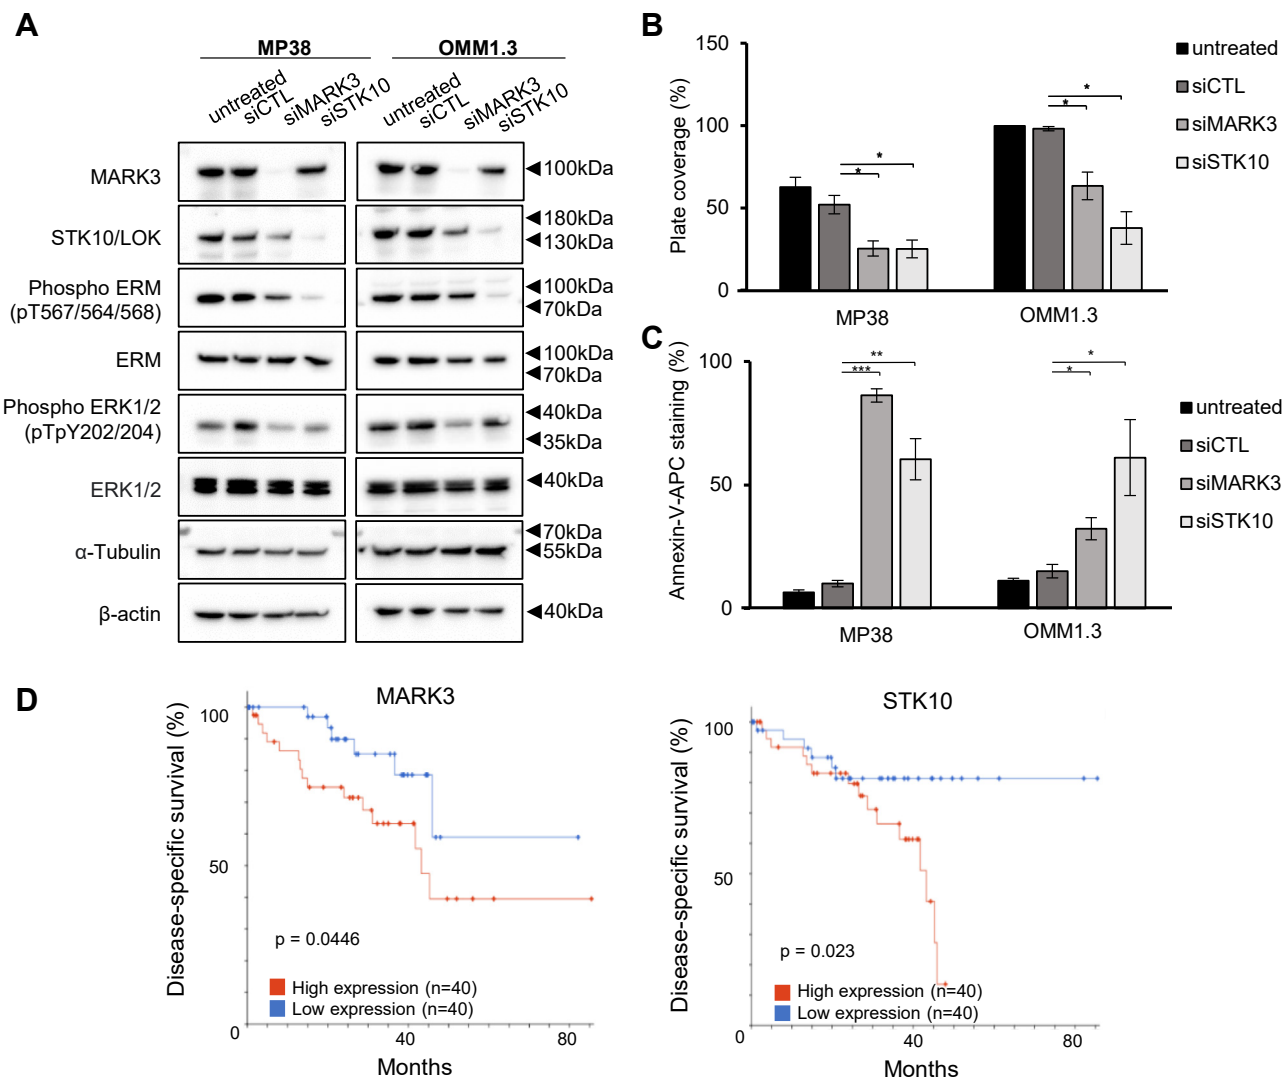 A
MP38
OMM1.3
untreated
siCTL
siMARK3
siSTK10
untreated
siCTL
siMARK3
siSTK10
MARK3
100kDa
STK10/LOK
180kDa
130kDa
Phospho ERM
(pT567/564/568)
100kDa
70kDa
ERM
100kDa
70kDa
Phospho ERK1/2
(pTpY202/204)
40kDa
35kDa
ERK1/2
40kDa
α-Tubulin
70kDa
55kDa
β-actin
40kDa
B
Plate coverage (%)
150
100
50
0
* *
* *
MP38
OMM1.3
untreated
siCTL
siMARK3
siSTK10
C
Annexin-V-APC staining (%)
100
50
0
** ***
* *
MP38
OMM1.3
untreated
siCTL
siMARK3
siSTK10
D
MARK3
Disease-specific survival (%)
100
50
0
p = 0.0446
High expression (n=40)
Low expression (n=40)
40
80
Months
STK10
Disease-specific survival (%)
100
50
0
p = 0.023
High expression (n=40)
Low expression (n=40)
40
80
Months